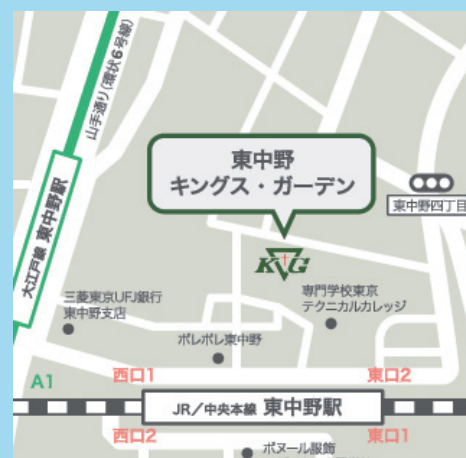 山手通り(環状6号線)
大江戸線 東中野駅
東中野
キングス・ガーデン
東中野四丁目
KG
三菱東京UFJ銀行
東中野支店
専門学校東京
テクニカルカレッジ
ポレポレ東中野
A1
西口1
東口2
JR/中央本線 東中野駅
西口2
東口1
ボヌール服飾